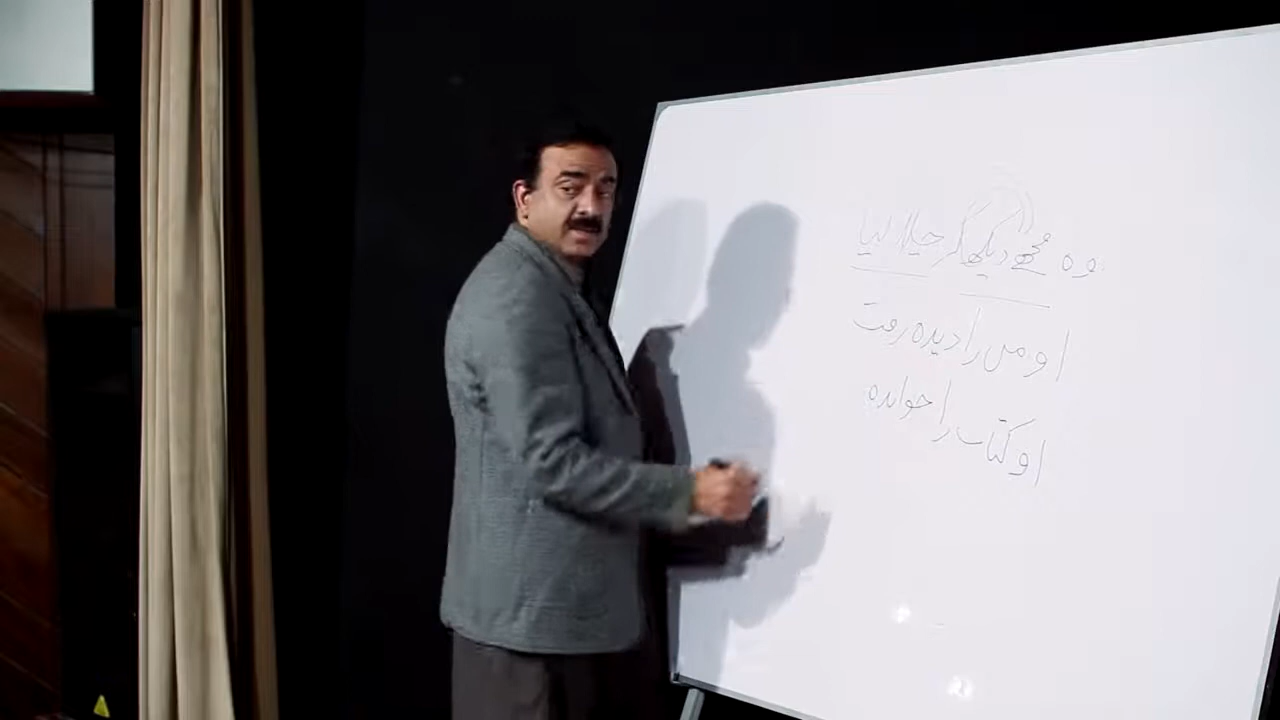 وہ مجھے دیکھ کر چلا گیا
او من را دیده رفت
او کتاب را خوانده